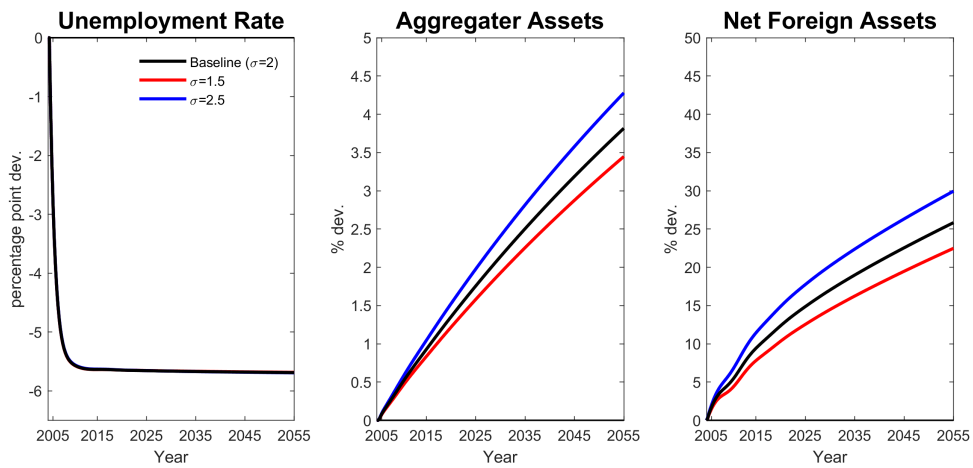 Unemployment Rate
0
-1
-2
-3
-4
-5
-6
percentage point dev.
Baseline (σ=2)
σ=1.5
σ=2.5
2005 2015 2025 2035 2045 2055
Year
Aggregater Assets
5
4.5
4
3.5
3
2.5
2
1.5
1
0.5
0
% dev.
2005 2015 2025 2035 2045 2055
Year
Net Foreign Assets
50
45
40
35
30
25
20
15
10
5
0
% dev.
2005 2015 2025 2035 2045 2055
Year